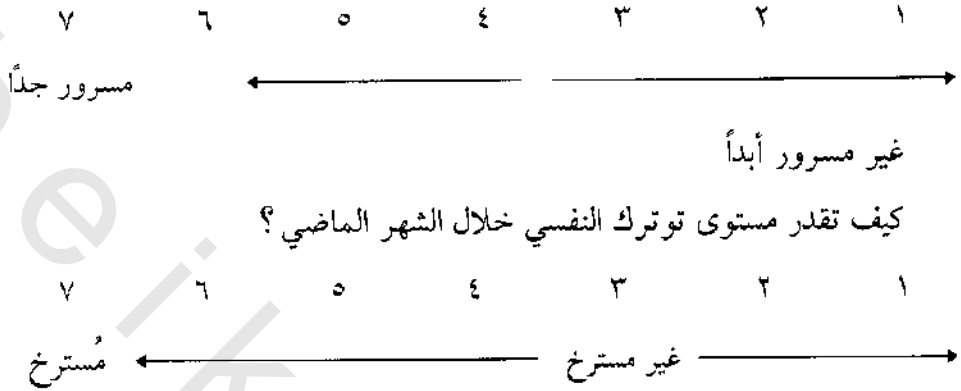 ١ ٢ ٣ ٤ ٥ ٦ ٧
مسرور جدًا
غير مسرور أبداً
كيف تقدر مستوى توترك النفسي خلال الشهر الماضي؟
١ ٢ ٣ ٤ ٥ ٦ ٧
غير مسترخ مُسترخ